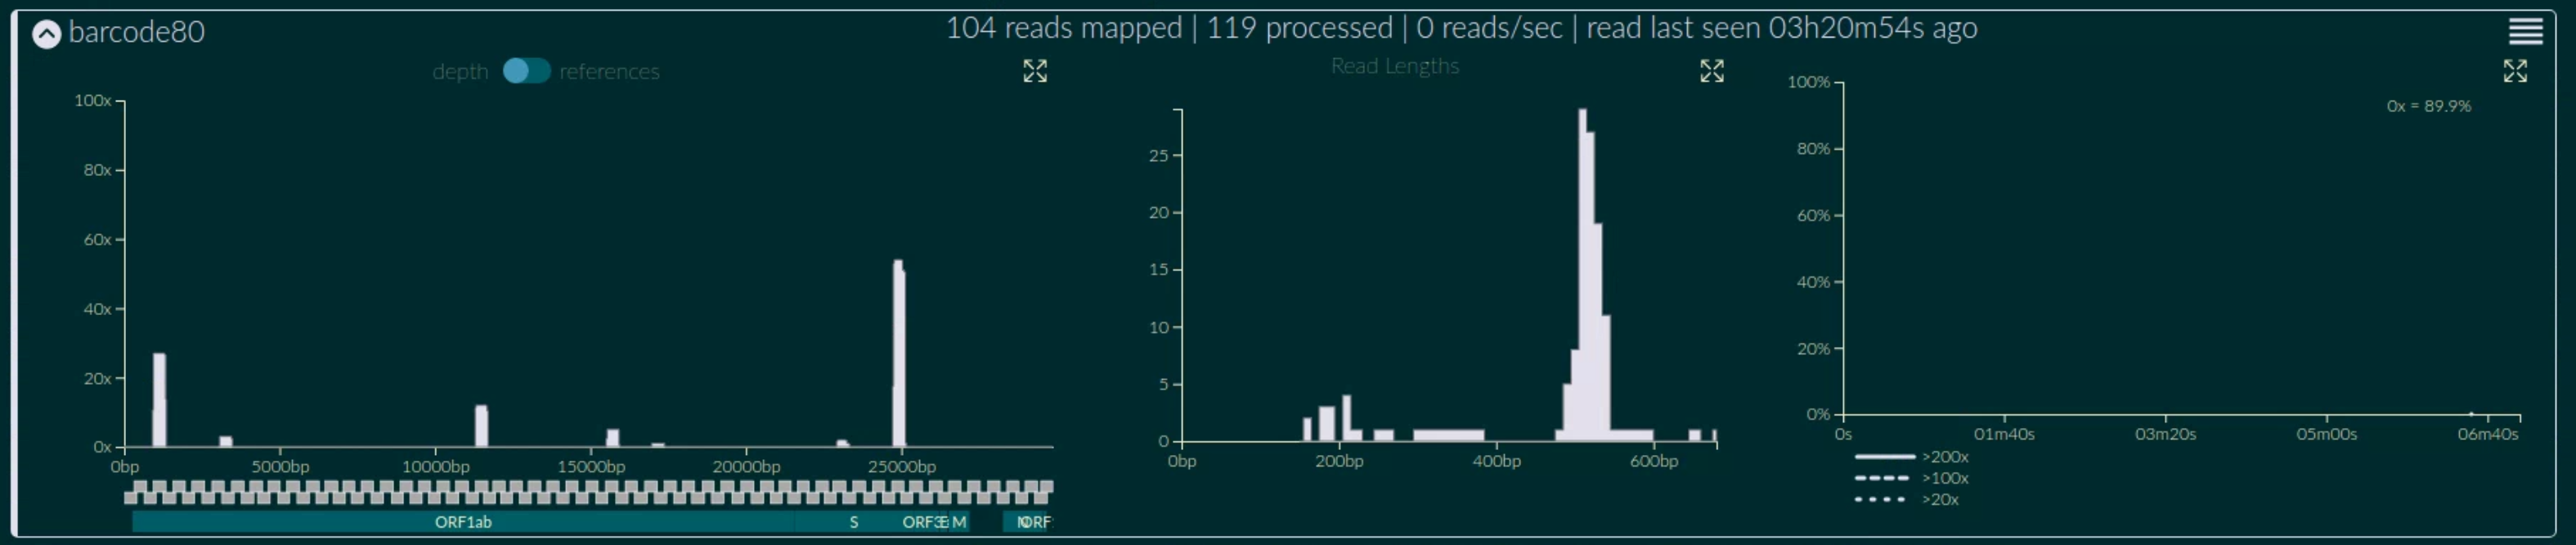 barcode80
104 reads mapped | 119 processed | 0 reads/sec | read last seen 03h20m54s ago
depth references
100x
80x
60x
40x
20x
0x
0bp 5000bp 10000bp 15000bp 20000bp 25000bp
ORF1ab S ORF3 E M N ORF
Read Lengths
25
20
15
10
5
0
0bp 200bp 400bp 600bp
0x = 89.9%
100%
80%
60%
40%
20%
0%
0s 01m40s 03m20s 05m00s 06m40s
>200x
>100x
>20x